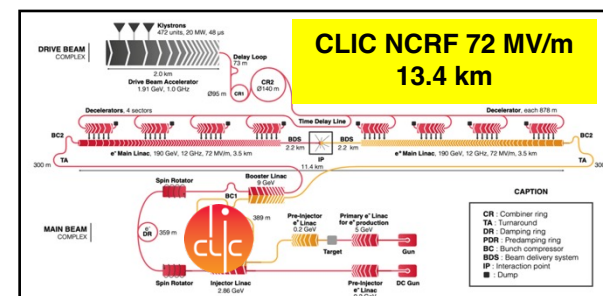 Klystrons
472 units, 20 MW, 48 µs
DRIVE BEAM
COMPLEX
2.0 km
Drive Beam Accelerator
1.91 GeV, 1.0 GHz
Delay Loop
73 m
CR2
Ø140 m
Ø95 m
CR1
CLIC NCRF 72 MV/m
13.4 km
Decelerators, 4 sectors
Time Delay Line
Decelerator, each 878 m
BC2
BDS
2.2 km
BDS
2.2 km
BC2
e⁻ Main Linac, 190 GeV, 12 GHz, 72 MV/m, 3.5 km
IP
e⁺ Main Linac, 190 GeV, 12 GHz, 72 MV/m, 3.5 km
300 m
TA
11.4 km
TA
300
Booster Linac
9 GeV
Spin Rotator
BC1
389 m
MAIN BEAM
COMPLEX
e⁻
DR
359 m
clic
Pre-Injector
e⁺ Linac
0.2 GeV
Primary e⁻ Linac
for e⁺ production
5 GeV
Target
Gun
Spin Rotator
Injector Linac
2.86 GeV
Pre-Injector
e⁻ Linac
DC Gun
CAPTION
CR : Combiner ring
TA : Turnaround
DR : Damping ring
PDR : Predamping ring
BC : Bunch compressor
BDS : Beam delivery system
IP : Interaction point
: Dump